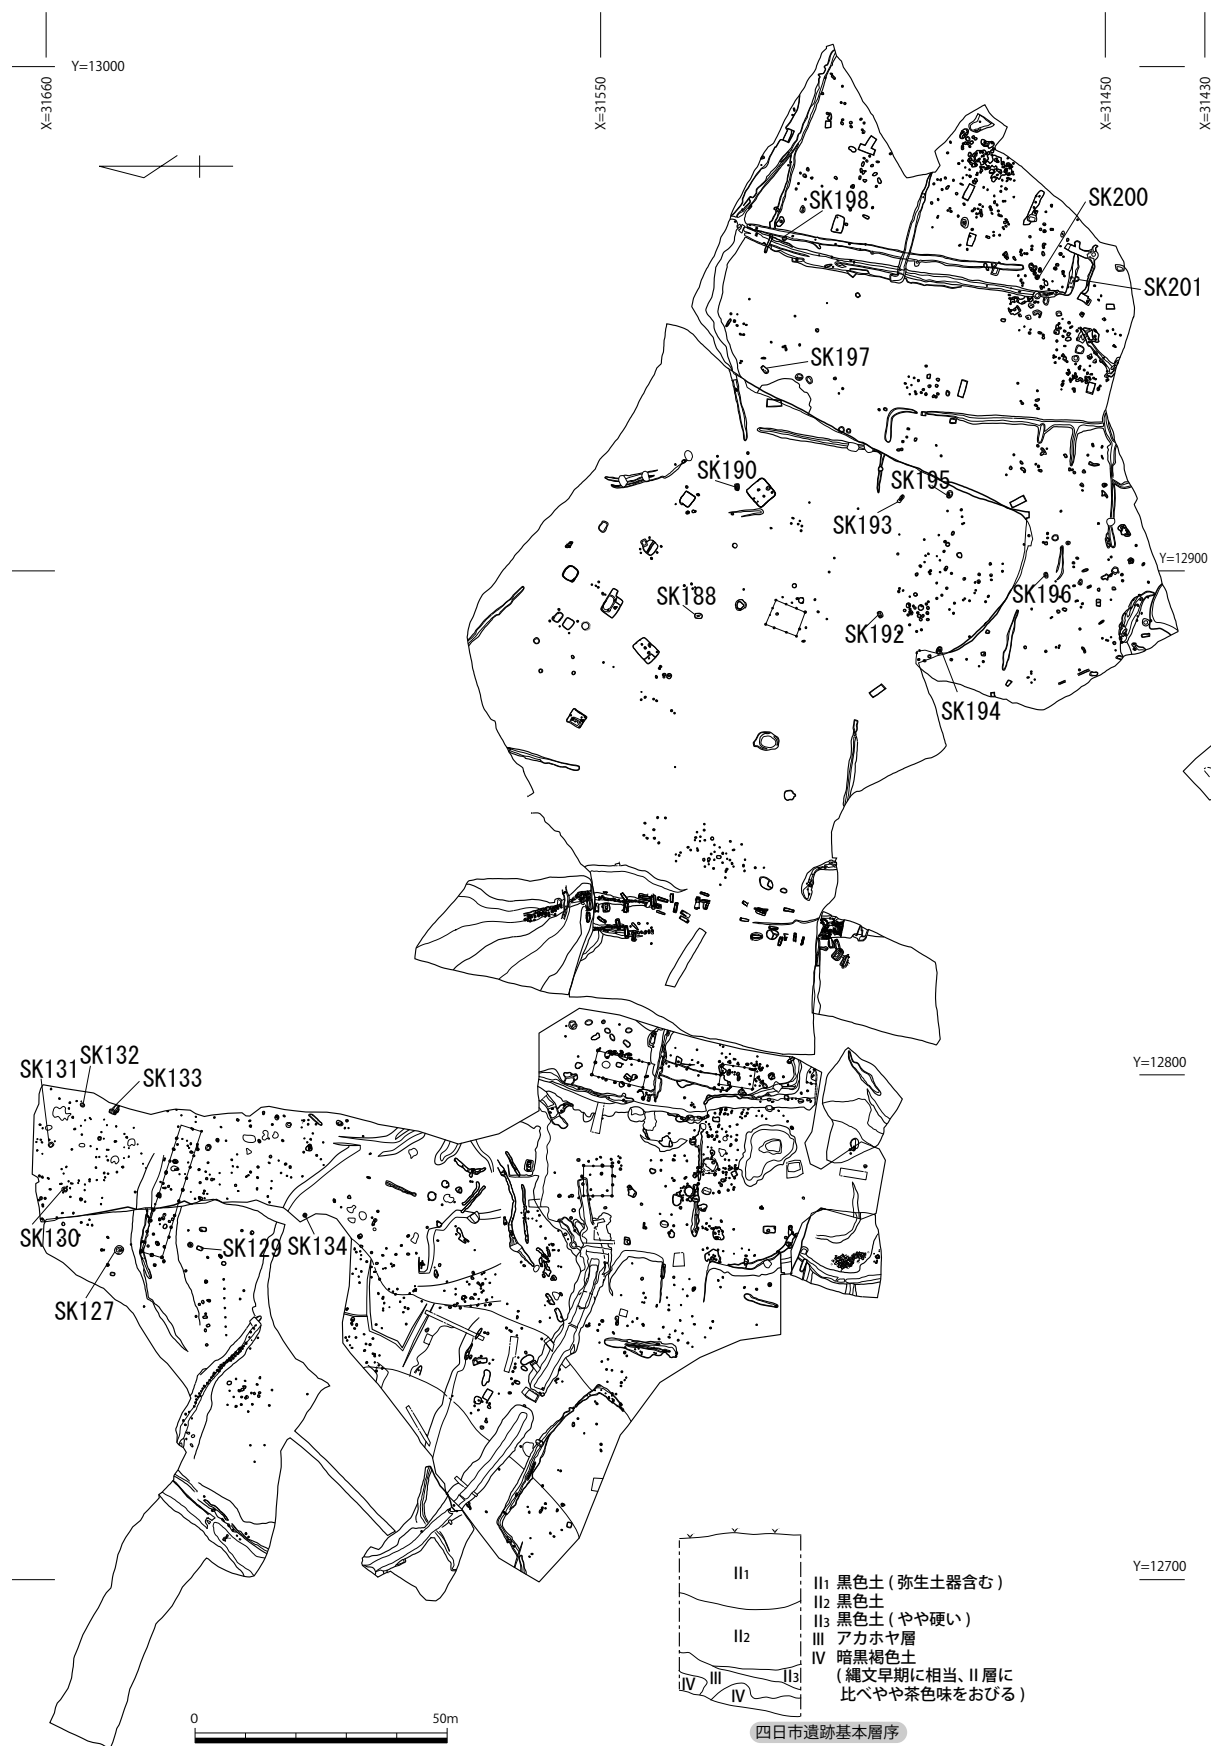 Y=13000
X=31660
X=31550
X=31450
X=31430
SK198
SK200
SK201
SK197
SK190
SK195
SK193
Y=12900
SK188
SK196
SK192
SK194
SK132
SK131
SK133
Y=12800
SK130
SK129
SK134
SK127
Y=12700
II1
II2
II3
III
IV
IV
II1 黒色土 ( 弥生土器含む )
II2 黒色土
II3 黒色土 ( やや硬い )
III アカホヤ層
IV 暗黒褐色土
( 縄文早期に相当、II 層に
比べやや茶色味をおびる )
四日市遺跡基本層序
0 50m